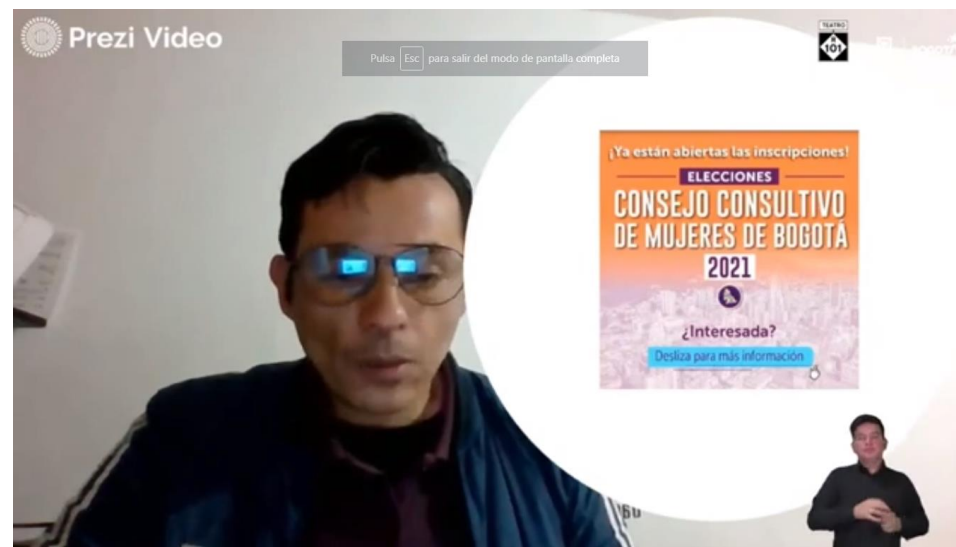 Prezi Video
Pulsa Esc para salir del modo de pantalla completa
TEATRO
R
101
BOGOTÁ
¡Ya están abiertas las inscripciones!
ELECCIONES
CONSEJO CONSULTIVO
DE MUJERES DE BOGOTÁ
2021
¿Interesada?
Desliza para más información